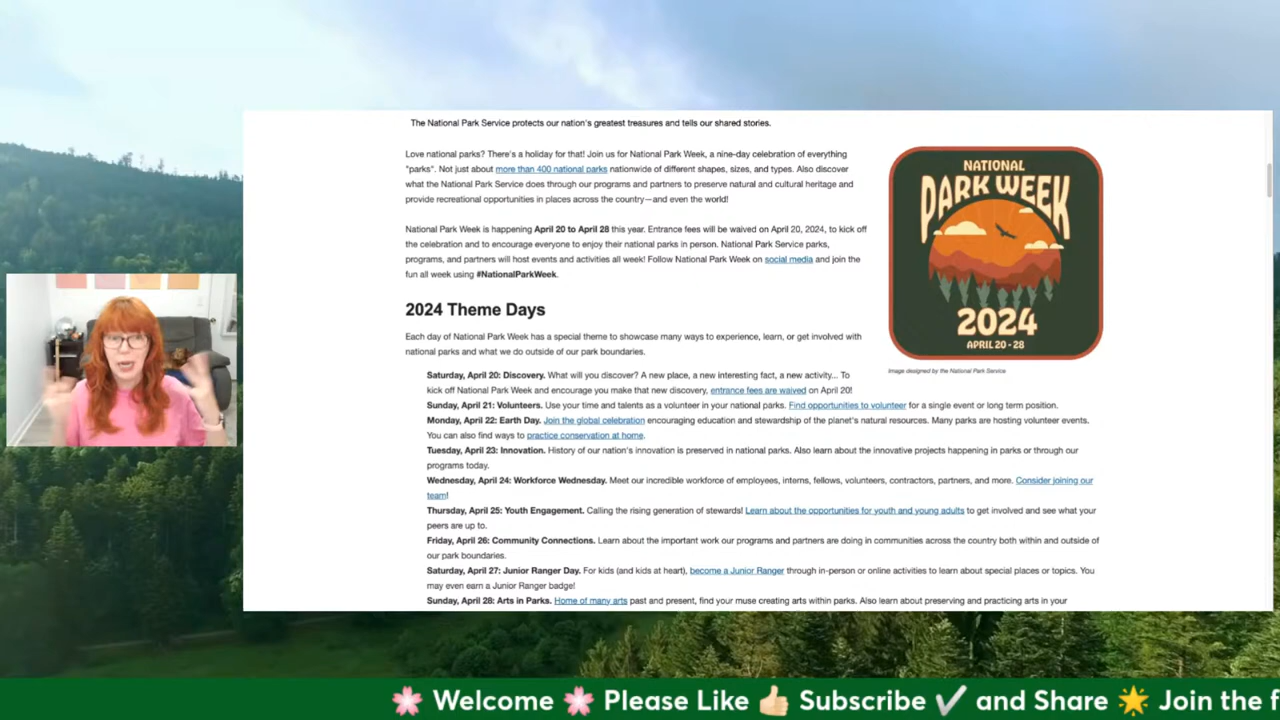 The National Park Service protects our nation's greatest treasures and tells our shared stories.
Love national parks? There's a holiday for that! Join us for National Park Week, a nine-day celebration of everything
"parks". Not just about more than 400 national parks nationwide of different shapes, sizes, and types. Also discover
what the National Park Service does through our programs and partners to preserve natural and cultural heritage and
provide recreational opportunities in places across the country—and even the world!
National Park Week is happening April 20 to April 28 this year. Entrance fees will be waived on April 20, 2024, to kick off
the celebration and to encourage everyone to enjoy their national parks in person. National Park Service parks,
programs, and partners will host events and activities all week! Follow National Park Week on social media and join the
fun all week using #NationalParkWeek.
NATIONAL
PARK WEEK
2024
APRIL 20 - 28
Image designed by the National Park Service
2024 Theme Days
Each day of National Park Week has a special theme to showcase many ways to experience, learn, or get involved with
national parks and what we do outside of our park boundaries.
Saturday, April 20: Discovery. What will you discover? A new place, a new interesting fact, a new activity... To
kick off National Park Week and encourage you make that new discovery, entrance fees are waived on April 20!
Sunday, April 21: Volunteers. Use your time and talents as a volunteer in your national parks. Find opportunities to volunteer for a single event or long term position.
Monday, April 22: Earth Day. Join the global celebration encouraging education and stewardship of the planet's natural resources. Many parks are hosting volunteer events.
You can also find ways to practice conservation at home.
Tuesday, April 23: Innovation. History of our nation's innovation is preserved in national parks. Also learn about the innovative projects happening in parks or through our
programs today.
Wednesday, April 24: Workforce Wednesday. Meet our incredible workforce of employees, interns, fellows, volunteers, contractors, partners, and more. Consider joining our
team!
Thursday, April 25: Youth Engagement. Calling the rising generation of stewards! Learn about the opportunities for youth and young adults to get involved and see what your
peers are up to.
Friday, April 26: Community Connections. Learn about the important work our programs and partners are doing in communities across the country both within and outside of
our park boundaries.
Saturday, April 27: Junior Ranger Day. For kids (and kids at heart), become a Junior Ranger through in-person or online activities to learn about special places or topics. You
may even earn a Junior Ranger badge!
Sunday, April 28: Arts in Parks. Home of many arts past and present, find your muse creating arts within parks. Also learn about preserving and practicing arts in your
🌸 Welcome 🌸 Please Like 👍🏼 Subscribe ✔️ and Share 🌟 Join the f